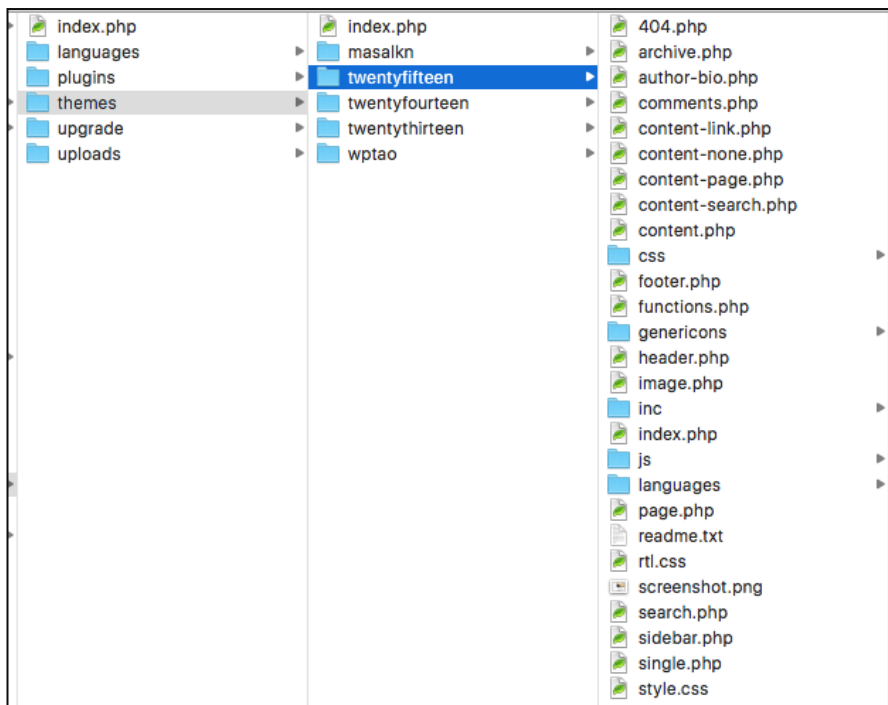 index.php
languages
plugins
themes
upgrade
uploads
index.php
masalkn
twentyfifteen
twentyfourteen
twentythirteen
wptao
404.php
archive.php
author-bio.php
comments.php
content-link.php
content-none.php
content-page.php
content-search.php
content.php
css
footer.php
functions.php
genericons
header.php
image.php
inc
index.php
js
languages
page.php
readme.txt
rtl.css
screenshot.png
search.php
sidebar.php
single.php
style.css